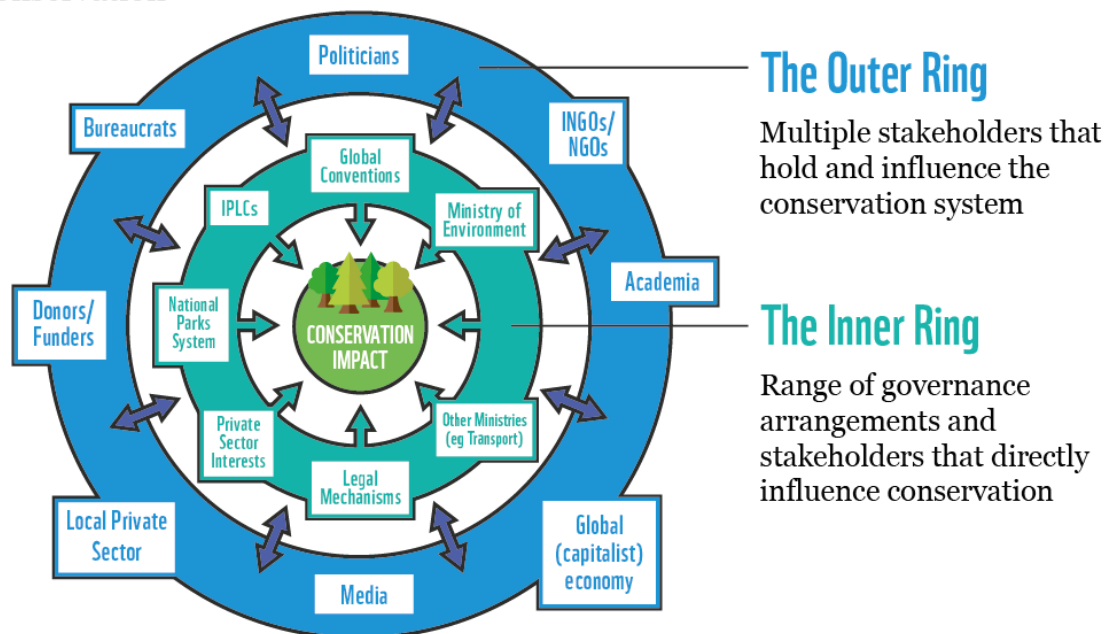 Politicians
Bureaucrats
INGOs/
NGOs
Global
Conventions
IPLCs
Ministry of
Environment
Donors/
Funders
National
Parks
System
CONSERVATION
IMPACT
Academia
Private
Sector
Interests
Other Ministries
(eg Transport)
Legal
Mechanisms
Local Private
Sector
Media
Global
(capitalist)
economy
The Outer Ring
Multiple stakeholders that
hold and influence the
conservation system
The Inner Ring
Range of governance
arrangements and
stakeholders that directly
influence conservation